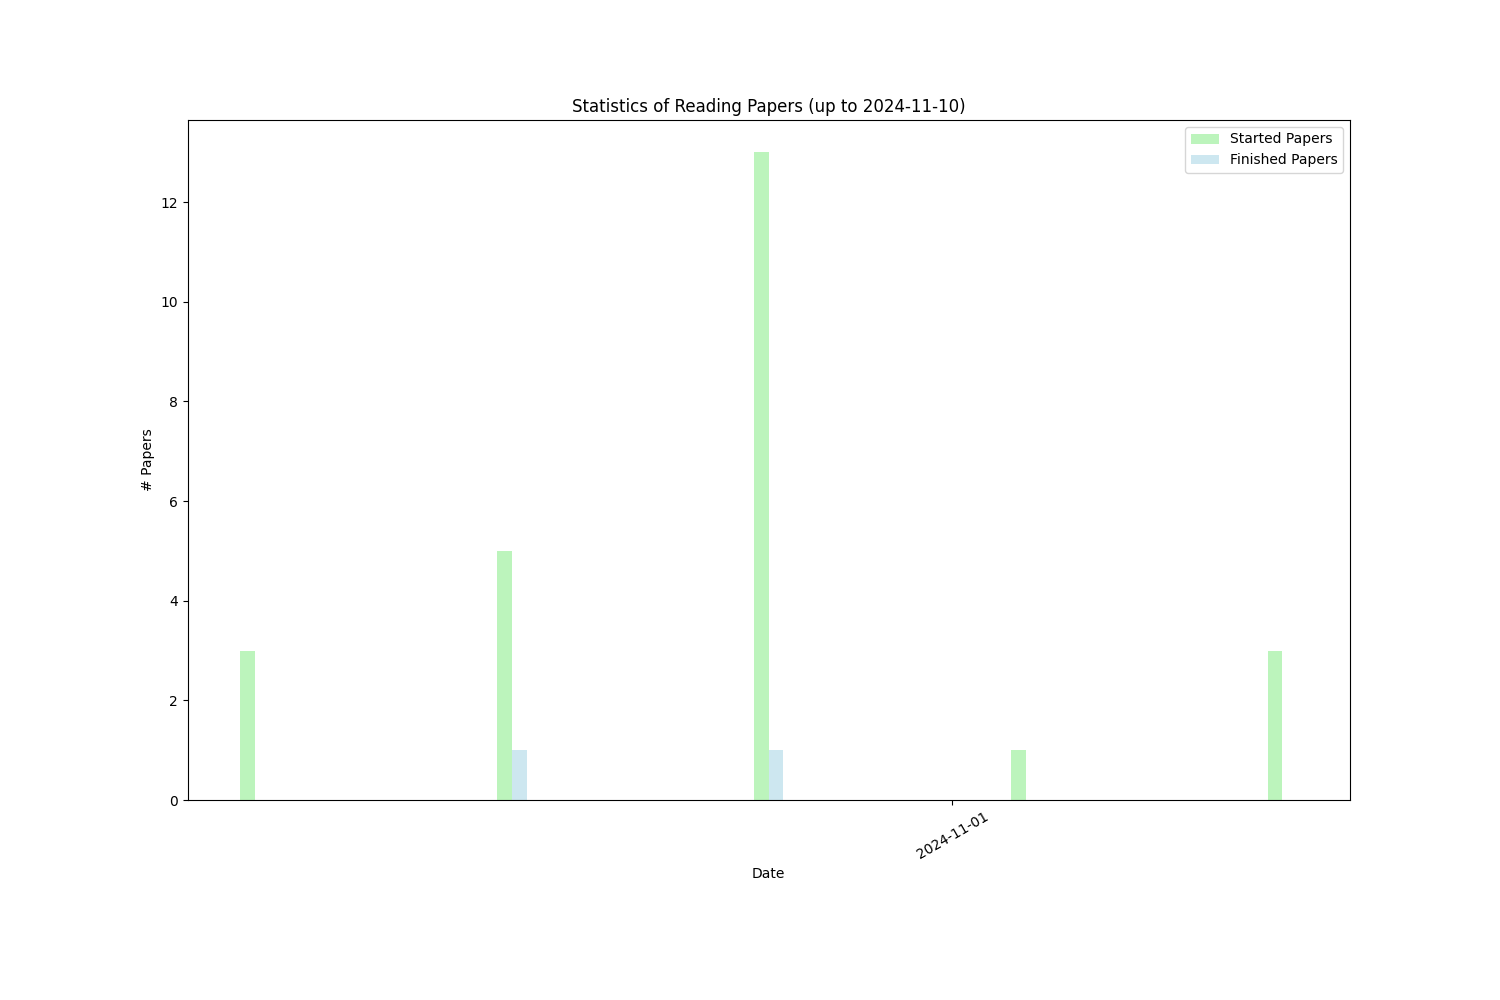 Statistics of Reading Papers (up to 2024-11-10)
Started Papers
Finished Papers
12
10
8
6
4
2
0
# Papers
2024-11-01
Date